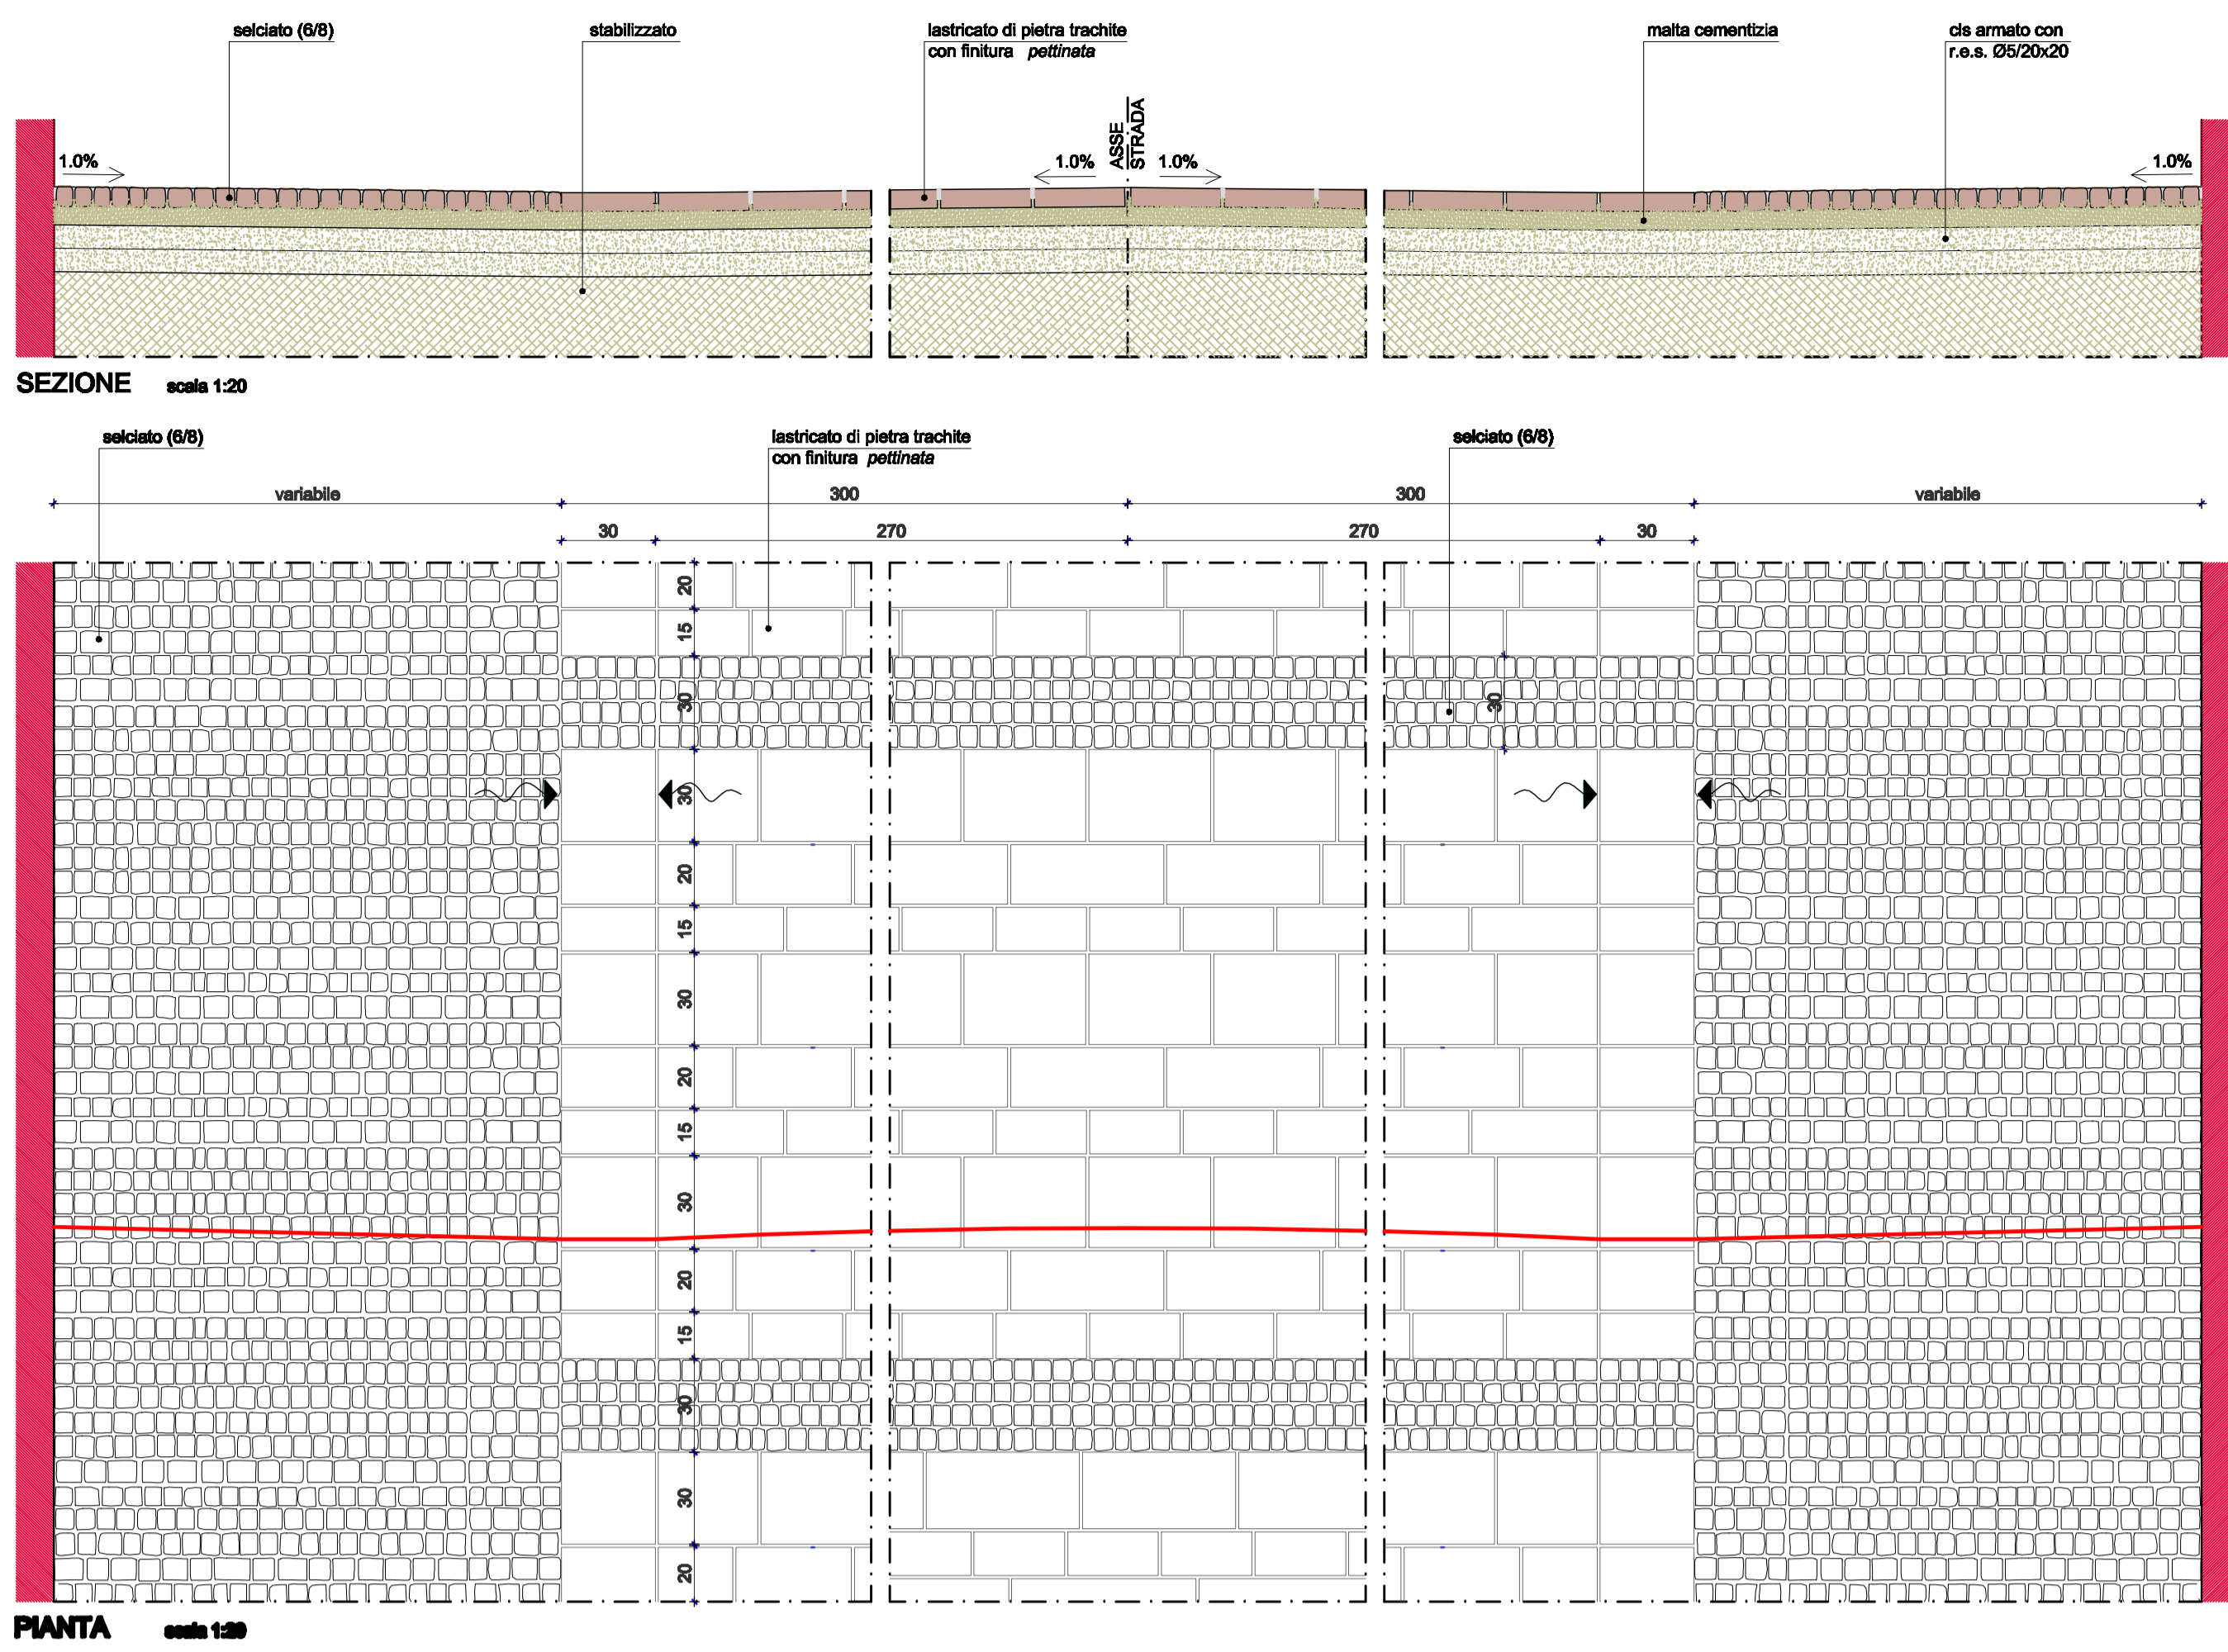 selciato (6/8)
stabilizzato
lastricato di pietra trachite
con finitura pettinata
malta cementizia
cls armato con
r.e.s. Ø5/20x20
ASSE
STRADA
1.0%
1.0%
1.0%
1.0%
SEZIONE scala 1:20
selciato (6/8)
lastricato di pietra trachite
con finitura pettinata
selciato (6/8)
variabile
300
300
variabile
30
270
270
30
20
15
30
30
30
20
15
30
20
15
30
20
15
30
30
20
PIANTA scala 1:20